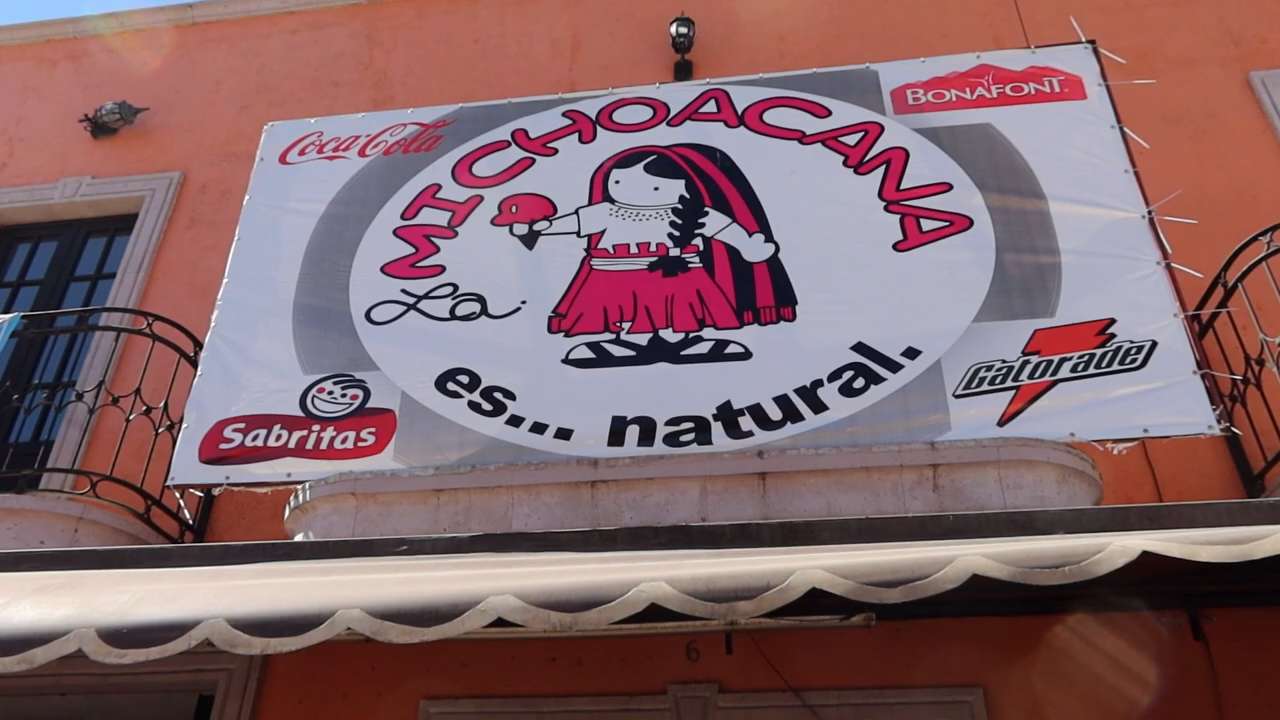 Coca-Cola
BONAFONT
La MICHOACANA
es... natural.
Sabritas
Gatorade
6